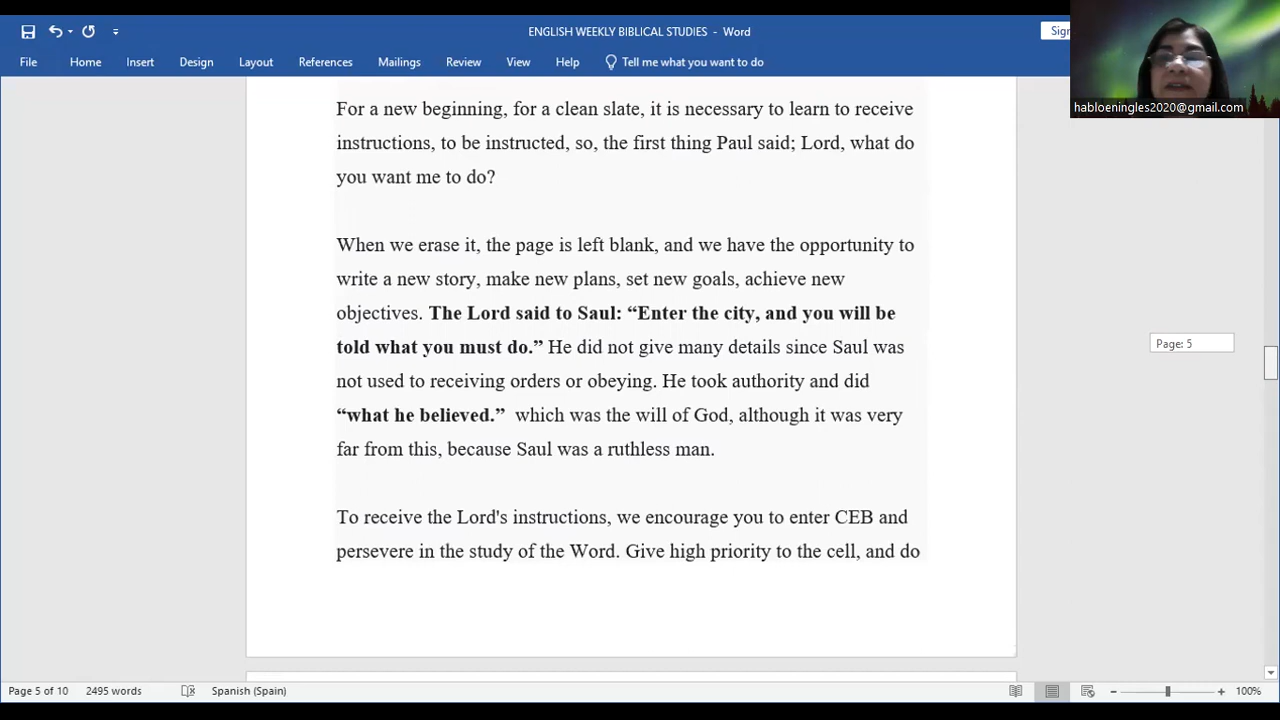 ENGLISH WEEKLY BIBLICAL STUDIES - Word
Sig
File Home Insert Design Layout References Mailings Review View Help Tell me what you want to do
habloeningles2020@gmail.com
For a new beginning, for a clean slate, it is necessary to learn to receive
instructions, to be instructed, so, the first thing Paul said; Lord, what do
you want me to do?
When we erase it, the page is left blank, and we have the opportunity to
write a new story, make new plans, set new goals, achieve new
objectives. The Lord said to Saul: “Enter the city, and you will be
told what you must do.” He did not give many details since Saul was
not used to receiving orders or obeying. He took authority and did
“what he believed.” which was the will of God, although it was very
far from this, because Saul was a ruthless man.
To receive the Lord's instructions, we encourage you to enter CEB and
persevere in the study of the Word. Give high priority to the cell, and do
Page: 5
Page 5 of 10 2495 words Spanish (Spain) 100%